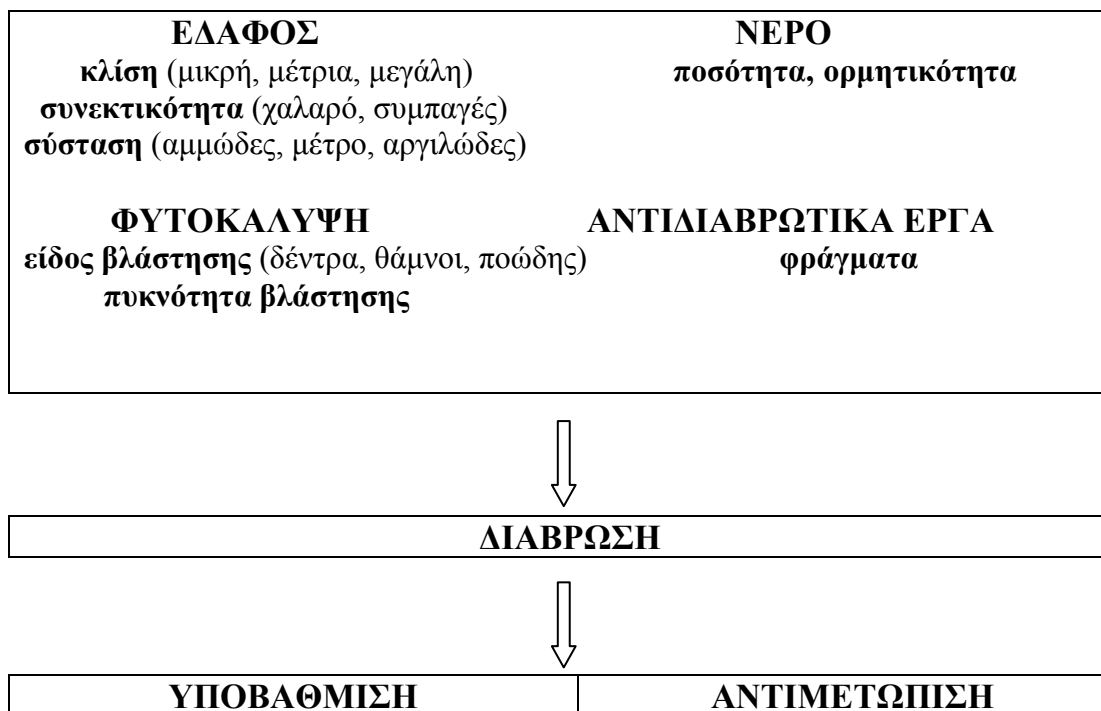 ΕΔΑΦΟΣ
κλίση (μικρή, μέτρια, μεγάλη)
συνεκτικότητα (χαλαρό, συμπαγές)
σύσταση (αμμώδες, μέτρο, αργιλώδες)
ΝΕΡΟ
ποσότητα, ορμητικότητα
ΦΥΤΟΚΑΛΥΨΗ
είδος βλάστησης (δέντρα, θάμνοι, ποώδης)
πυκνότητα βλάστησης
ΑΝΤΙΔΙΑΒΡΩΤΙΚΑ ΕΡΓΑ
φράγματα
ΔΙΑΒΡΩΣΗ
ΥΠΟΒΑΘΜΙΣΗ
ΑΝΤΙΜΕΤΩΠΙΣΗ